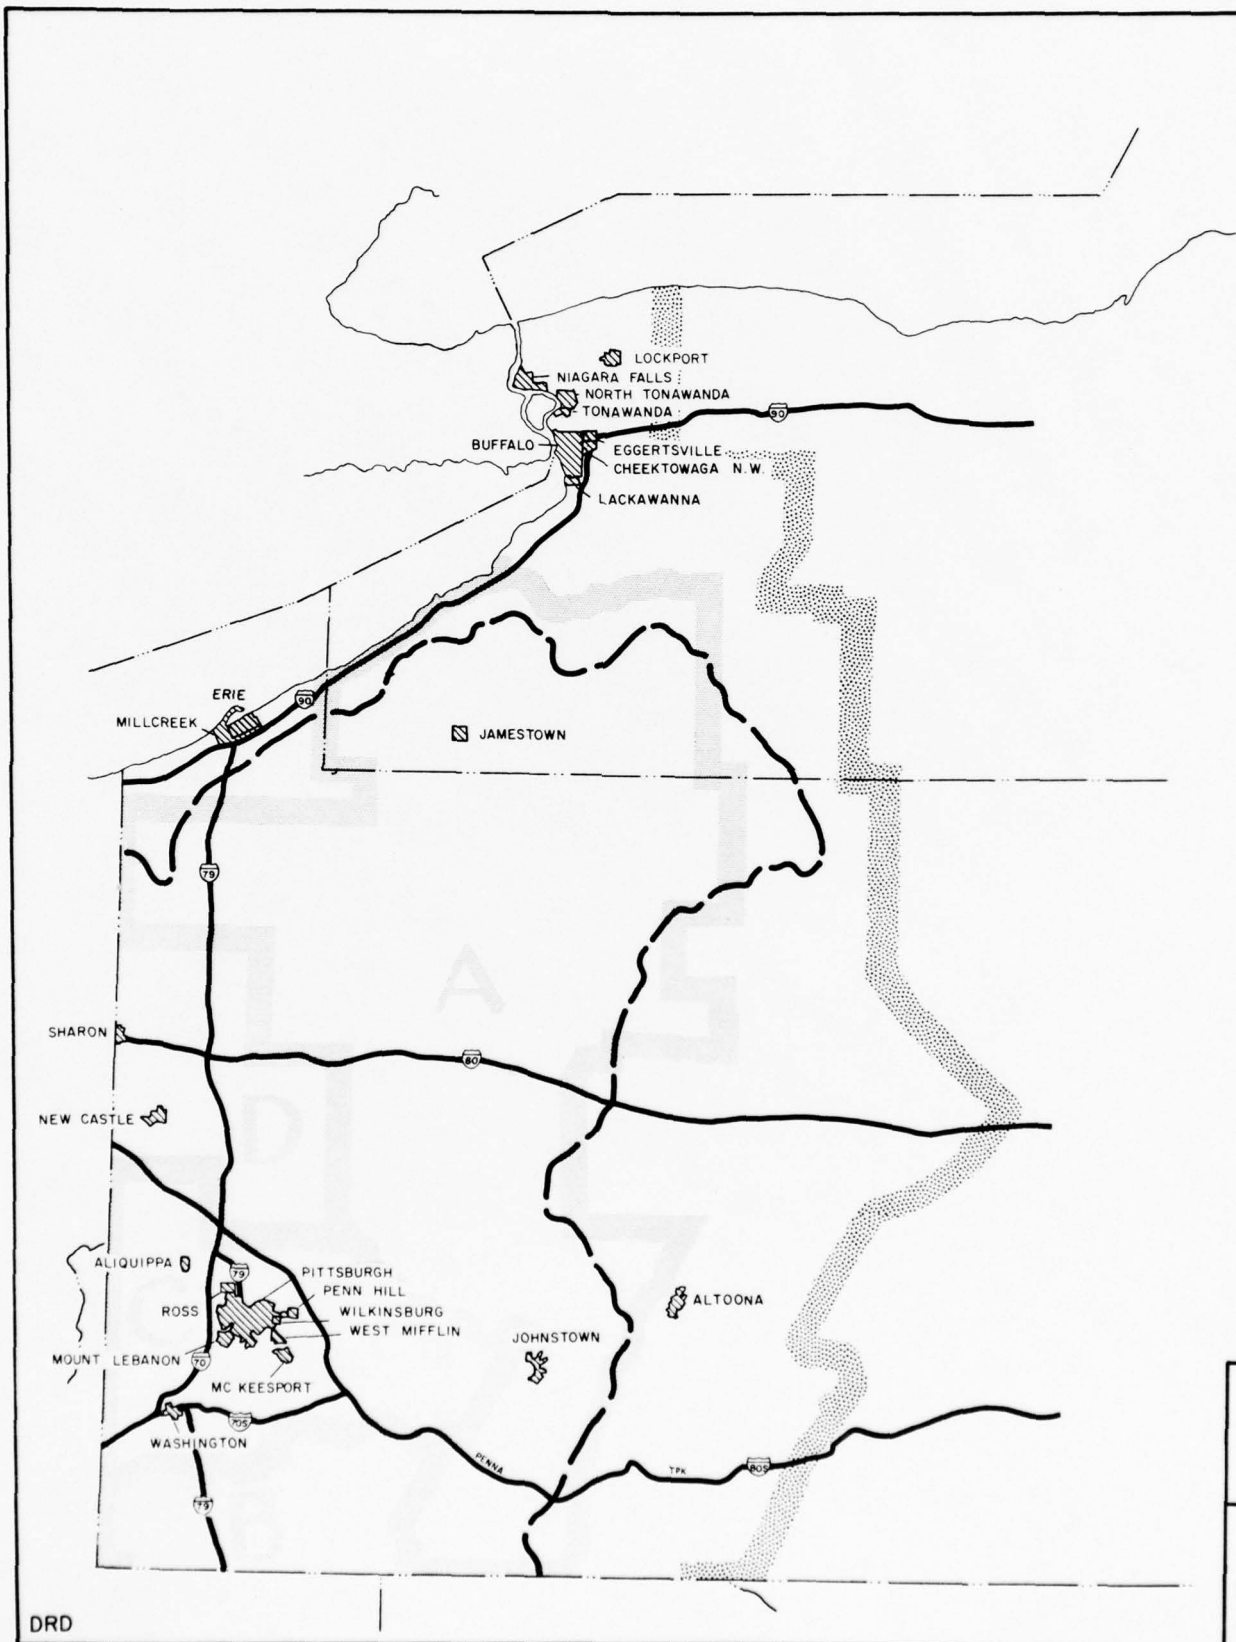 LOCKPORT
NIAGARA FALLS
NORTH TONAWANDA
TONAWANDA
90
BUFFALO
EGGERTSVILLE
CHEEKTOWAGA N.W.
LACKAWANNA
ERIE
90
MILLCREEK
JAMESTOWN
79
A
SHARON
80
NEW CASTLE
D
ALIQUIPPA
79
PITTSBURGH
PENN HILL
ROSS
WILKINSBURG
WEST MIFFLIN
ALTOONA
JOHNSTOWN
MOUNT LEBANON
70
MC KEESPORT
70S
WASHINGTON
PENNA
TPK
80S
79
DRD